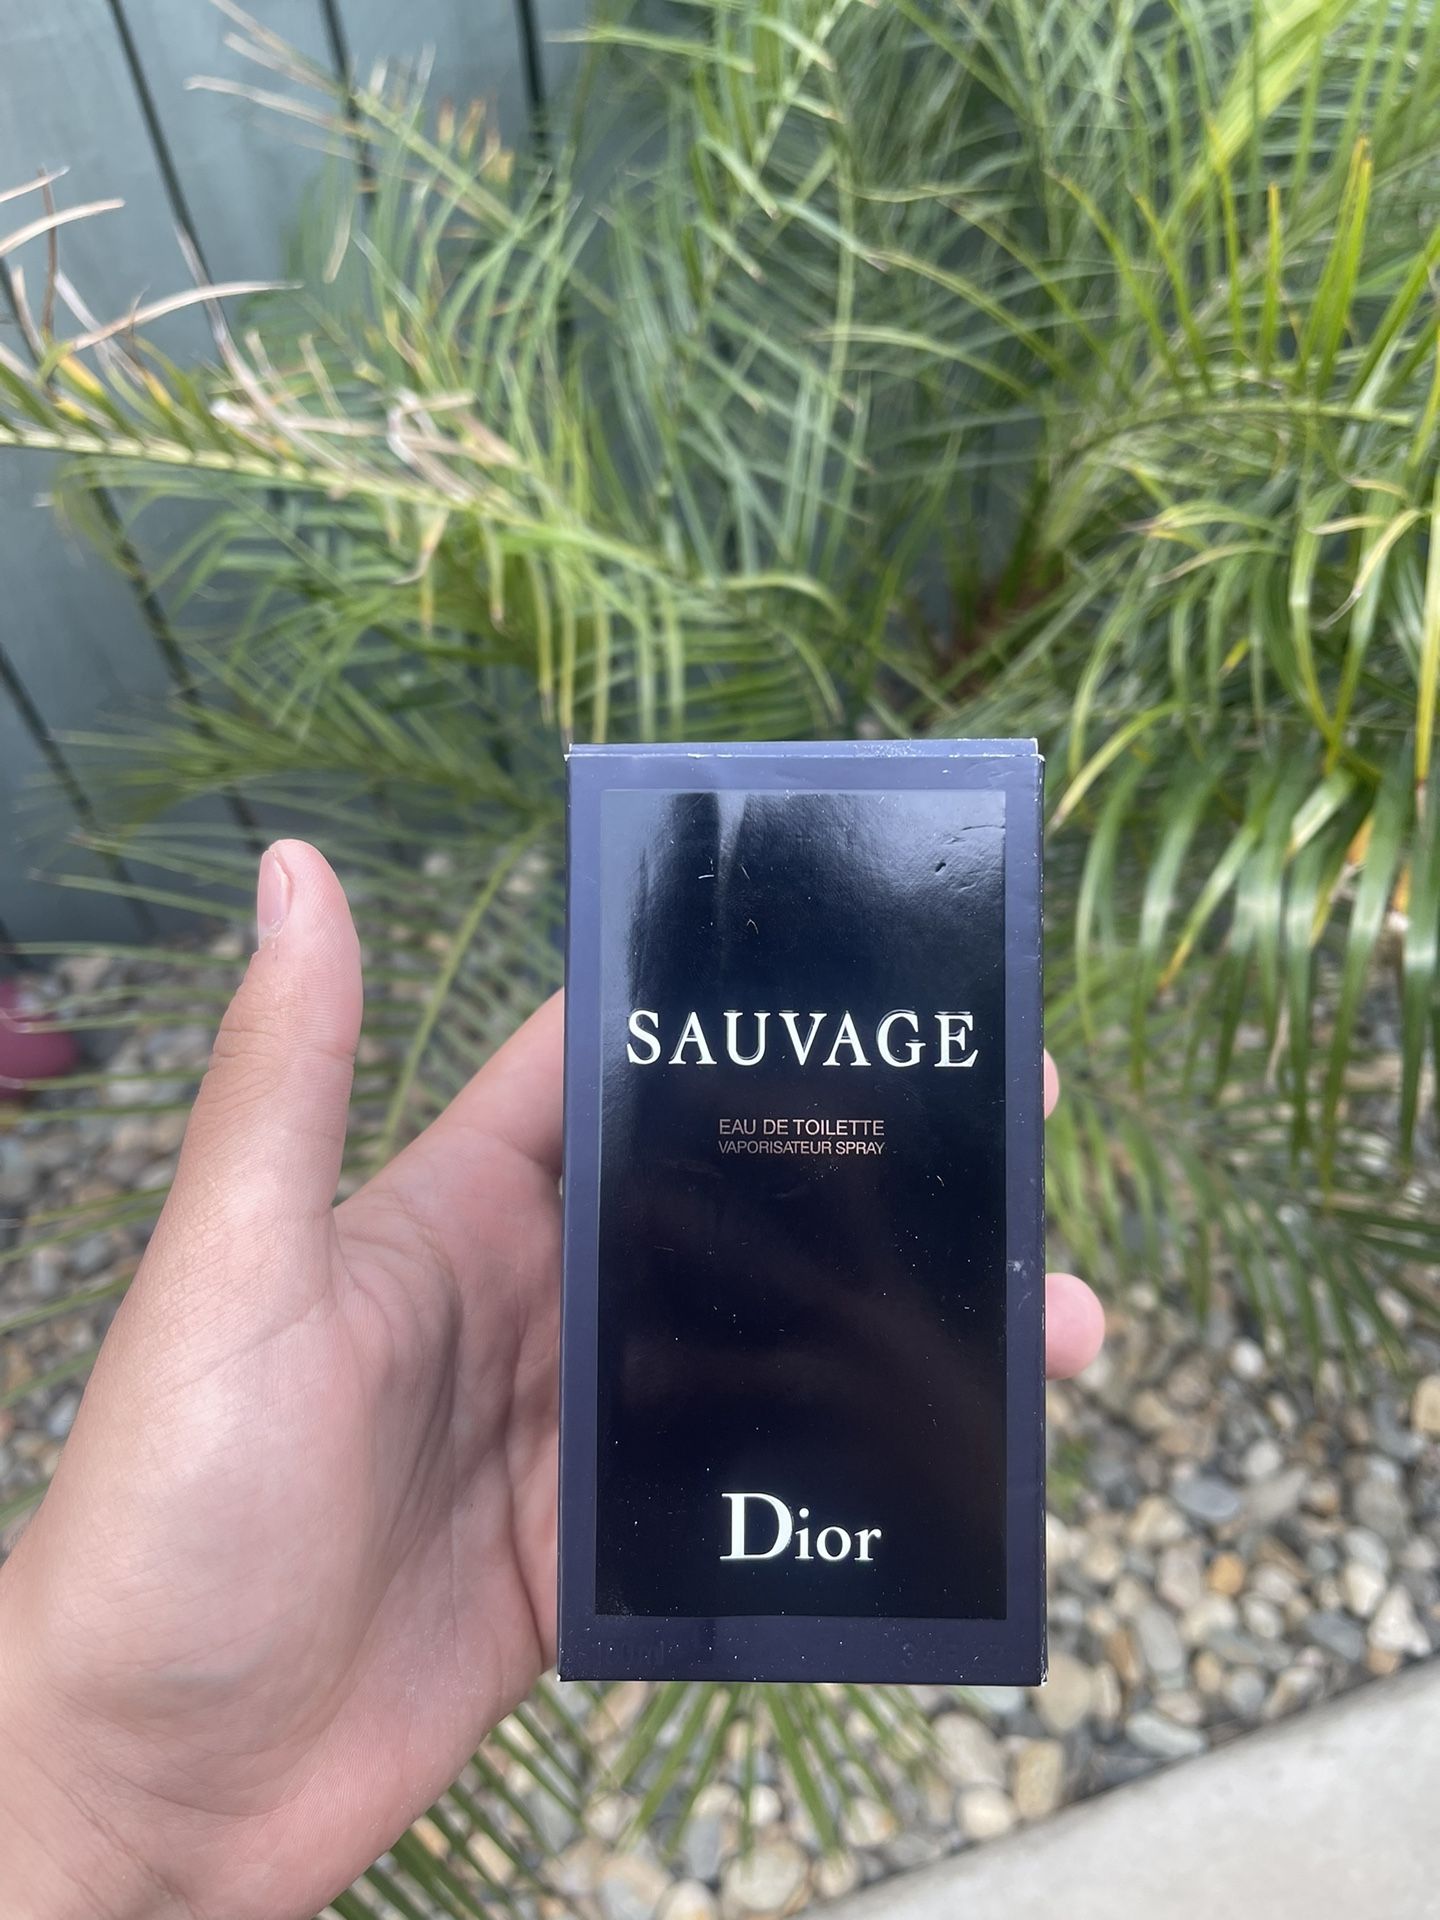 SAUVAGE
EAU DE TOILETTE
VAPORISATEUR SPRAY
Dior